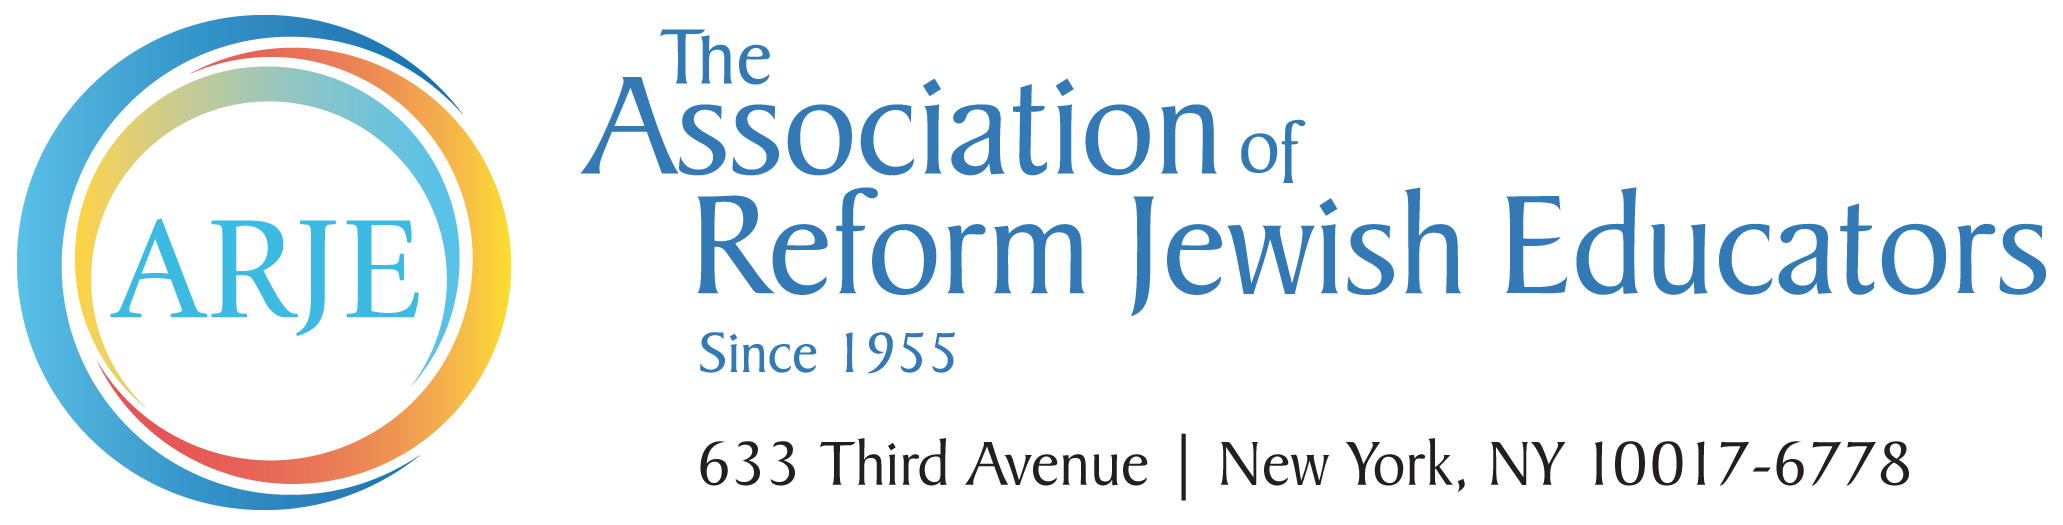 ARJE
The
Association of
Reform Jewish Educators
Since 1955
633 Third Avenue | New York, NY 10017-6778